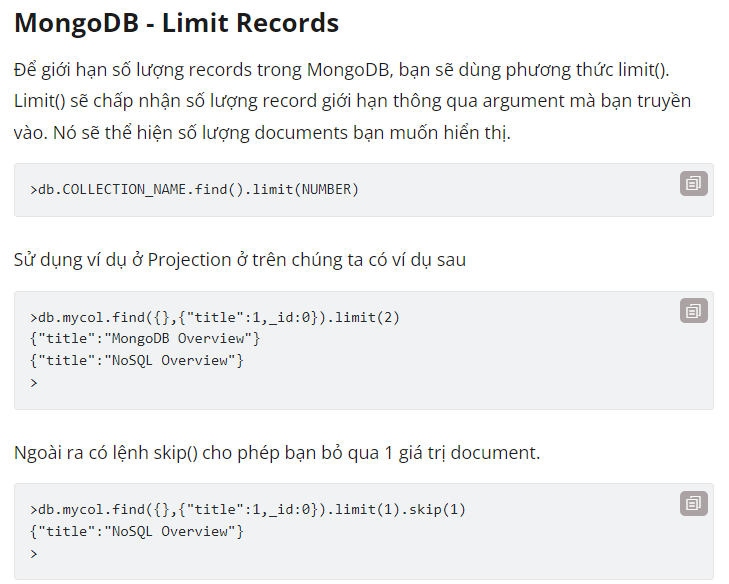 MongoDB - Limit Records
Để giới hạn số lượng records trong MongoDB, bạn sẽ dùng phương thức limit().
Limit() sẽ chấp nhận số lượng record giới hạn thông qua argument mà bạn truyền
vào. Nó sẽ thể hiện số lượng documents bạn muốn hiển thị.
>db.COLLECTION_NAME.find().limit(NUMBER)
Sử dụng ví dụ ở Projection ở trên chúng ta có ví dụ sau
>db.mycol.find({},{"title":1,_id:0}).limit(2)
{"title":"MongoDB Overview"}
{"title":"NoSQL Overview"}
>
Ngoài ra có lệnh skip() cho phép bạn bỏ qua 1 giá trị document.
>db.mycol.find({},{"title":1,_id:0}).limit(1).skip(1)
{"title":"NoSQL Overview"}
>